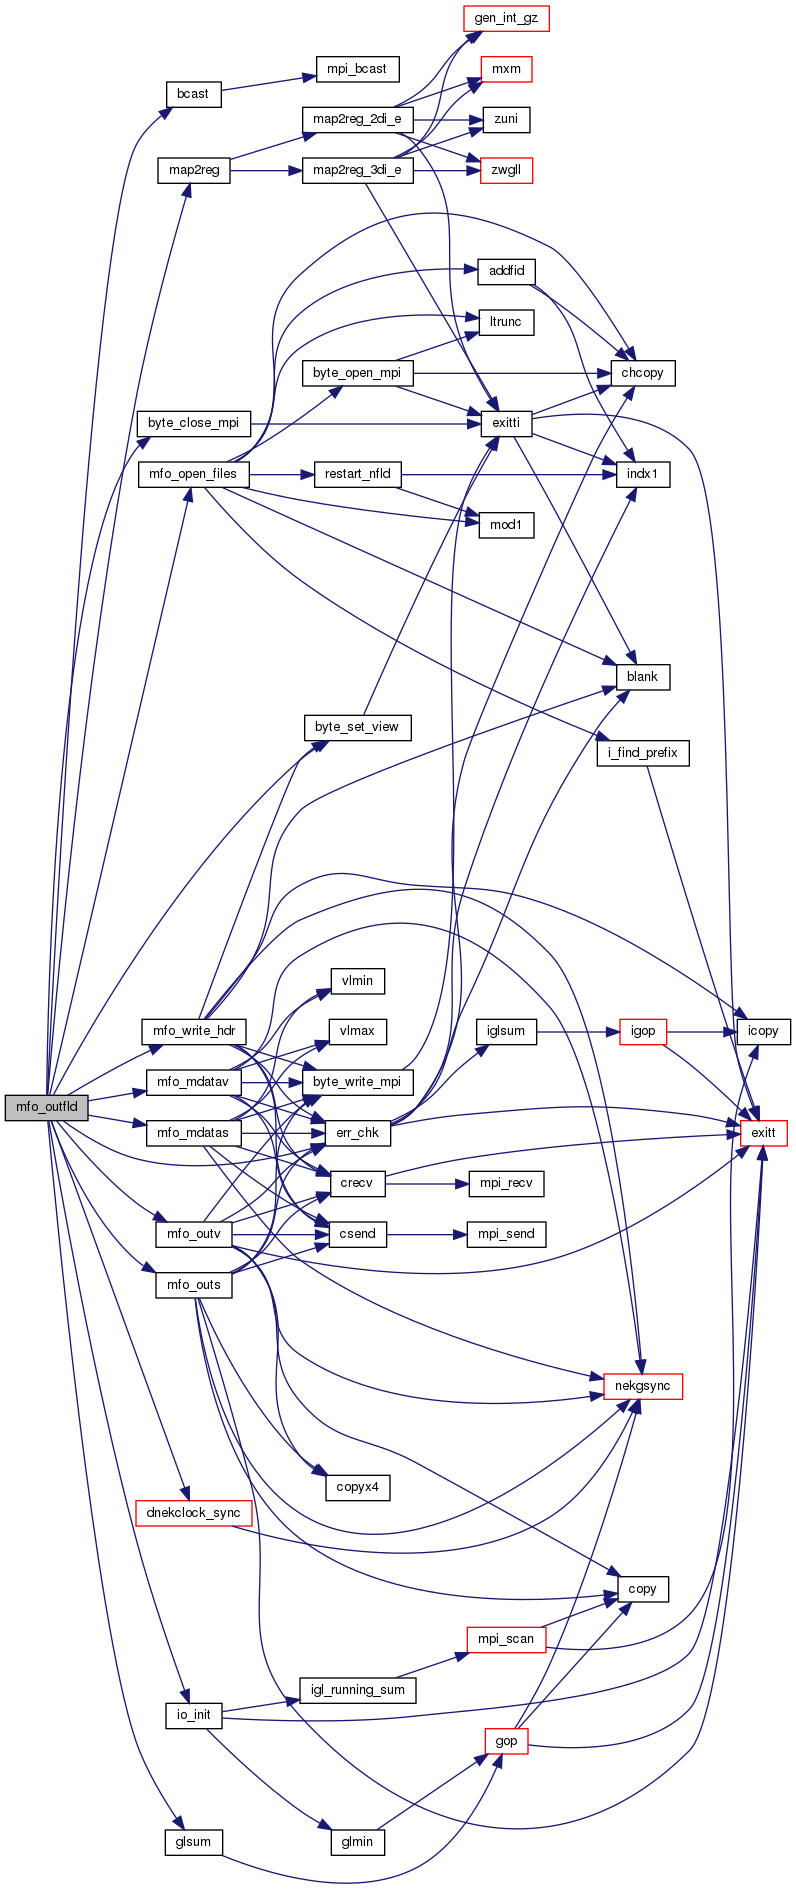 gen_int_gz
mpi_bcast
mxm
bcast
map2reg_2di_e
zuni
map2reg
map2reg_3di_e
zwgll
addfid
ltrunc
byte_open_mpi
chcopy
byte_close_mpi
exitti
mfo_open_files
restart_nfld
indx1
mod1
blank
byte_set_view
i_find_prefix
vlmin
mfo_write_hdr
vlmax
iglsum
igop
icopy
mfo_mdatav
byte_write_mpi
mfo_outfld
mfo_mdatas
err_chk
exitt
crecv
mpi_recv
mfo_outv
csend
mpi_send
mfo_outs
nekgsync
copyx4
dnekclock_sync
copy
mpi_scan
igl_running_sum
io_init
gop
glsum
glmin